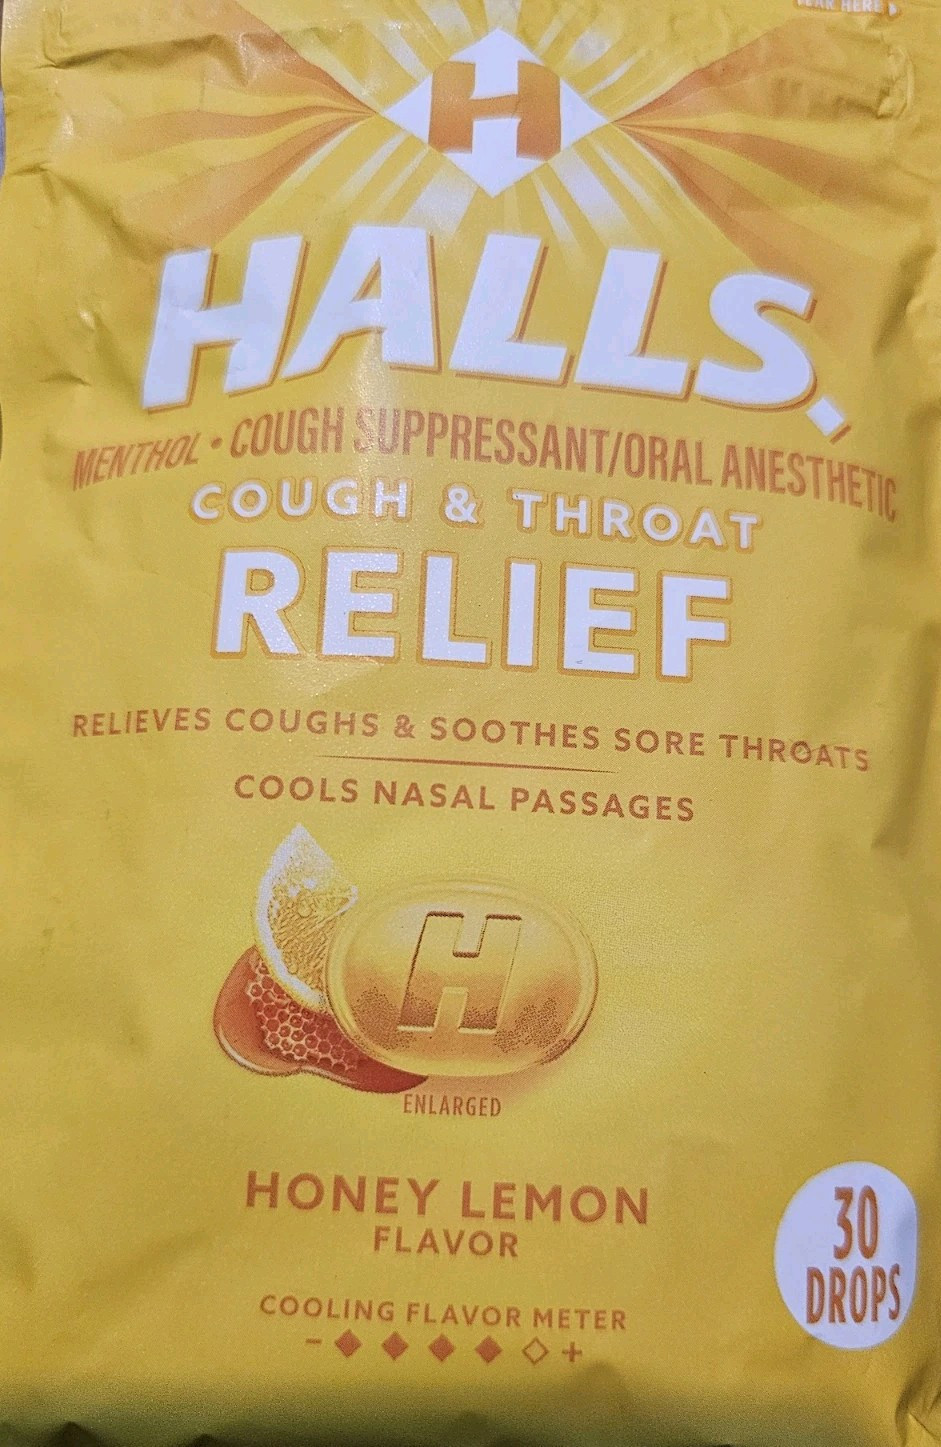 TEAR HERE
H
HALLS
MENTHOL • COUGH SUPPRESSANT/ORAL ANESTHETIC
COUGH & THROAT
RELIEF
RELIEVES COUGHS & SOOTHES SORE THROATS
COOLS NASAL PASSAGES
H
ENLARGED
HONEY LEMON
FLAVOR
30
DROPS
COOLING FLAVOR METER
- +